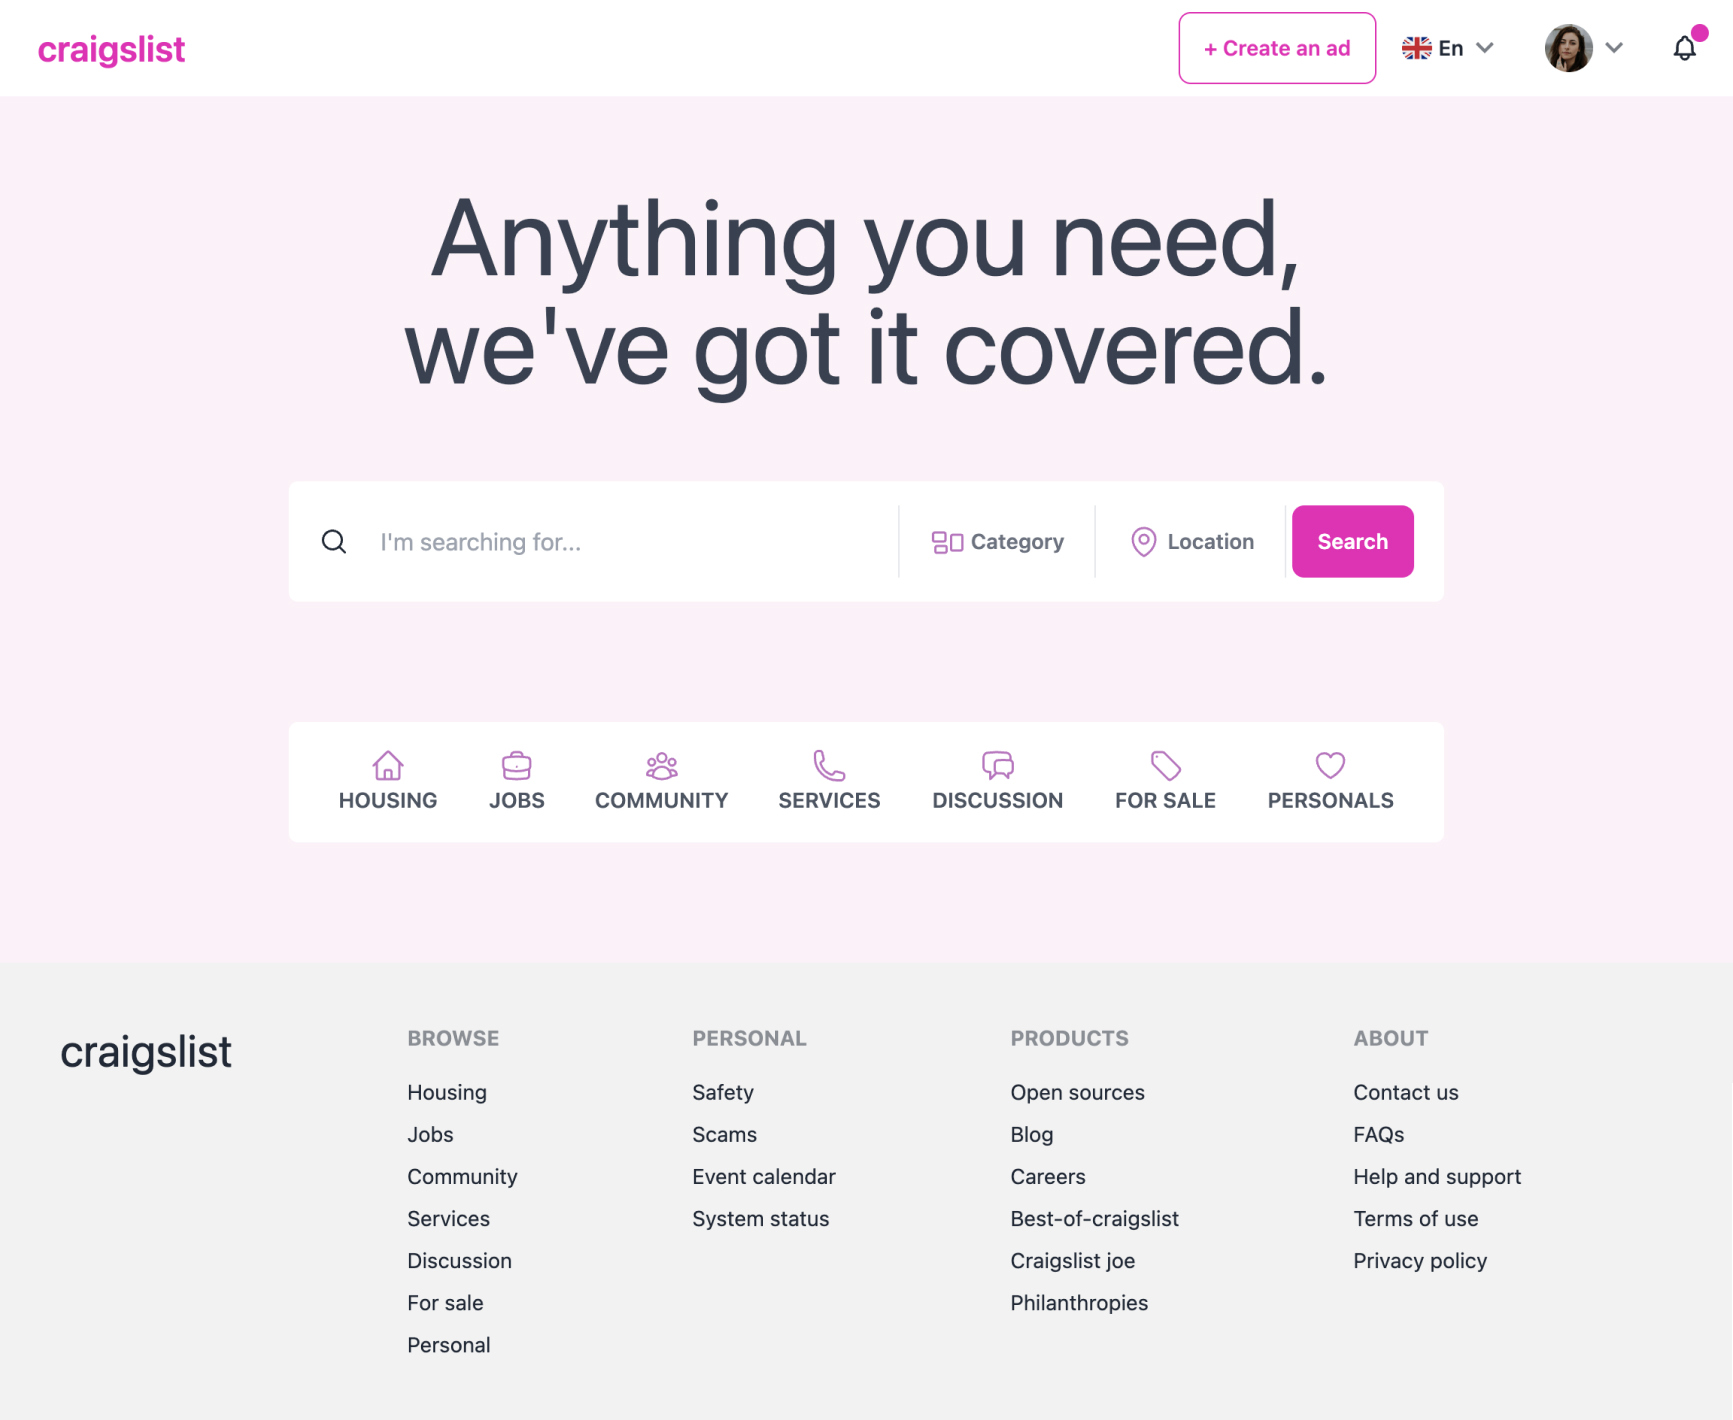 craigslist
+ Create an ad
En
Anything you need,
we've got it covered.
I'm searching for...
Category
Location
Search
HOUSING
JOBS
COMMUNITY
SERVICES
DISCUSSION
FOR SALE
PERSONALS
craigslist
BROWSE
Housing
Jobs
Community
Services
Discussion
For sale
Personal
PERSONAL
Safety
Scams
Event calendar
System status
PRODUCTS
Open sources
Blog
Careers
Best-of-craigslist
Craigslist joe
Philanthropies
ABOUT
Contact us
FAQs
Help and support
Terms of use
Privacy policy